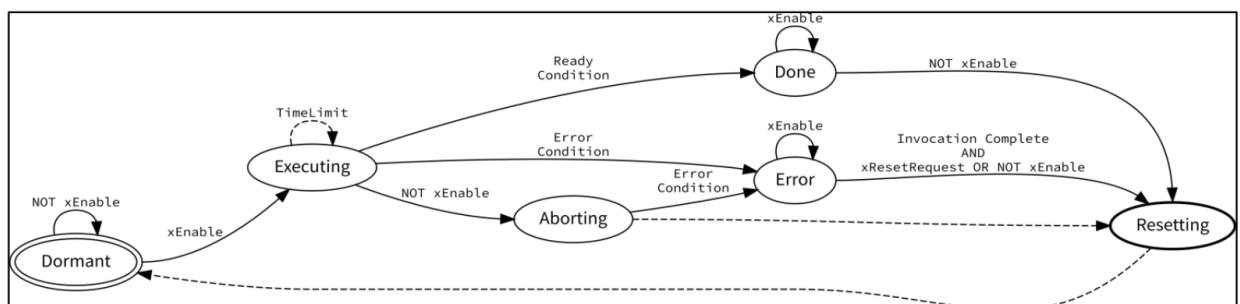 xEnable
Ready
Condition
Done
NOT xEnable
TimeLimit
Executing
Error
Condition
xEnable
Error
Invocation Complete
AND
xResetRequest OR NOT xEnable
NOT xEnable
Error
Condition
Aborting
Resetting
NOT xEnable
xEnable
Dormant